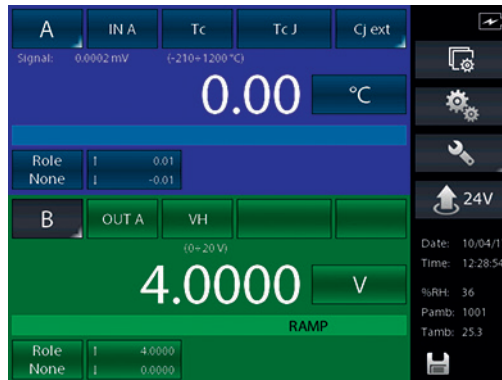 A IN A Tc Tc J Cj ext
Signal: 0.0002 mV (-210÷1200 °C)
0.00 °C
Role
None
↑ 0.01
↓ -0.01
24V
B OUT A VH
(0÷20 V)
4.0000 V
RAMP
Role
None
↑ 4.0000
↓ 0.0000
Date: 10/04/1
Time: 12:28:54
%RH: 36
Pamb: 1001
Tamb: 25.3